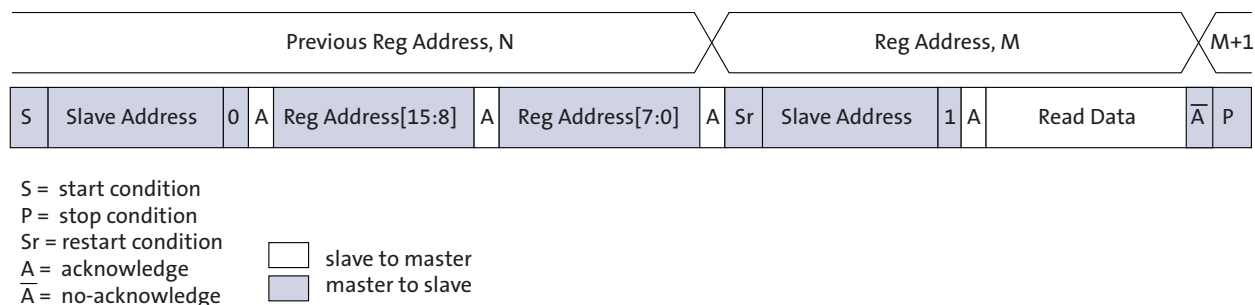 Previous Reg Address, N Reg Address, M M+1
S Slave Address 0 A Reg Address[15:8] A Reg Address[7:0] A Sr Slave Address 1 A Read Data A̅ P
S = start condition
P = stop condition
Sr = restart condition
A = acknowledge
A̅ = no-acknowledge
slave to master
master to slave